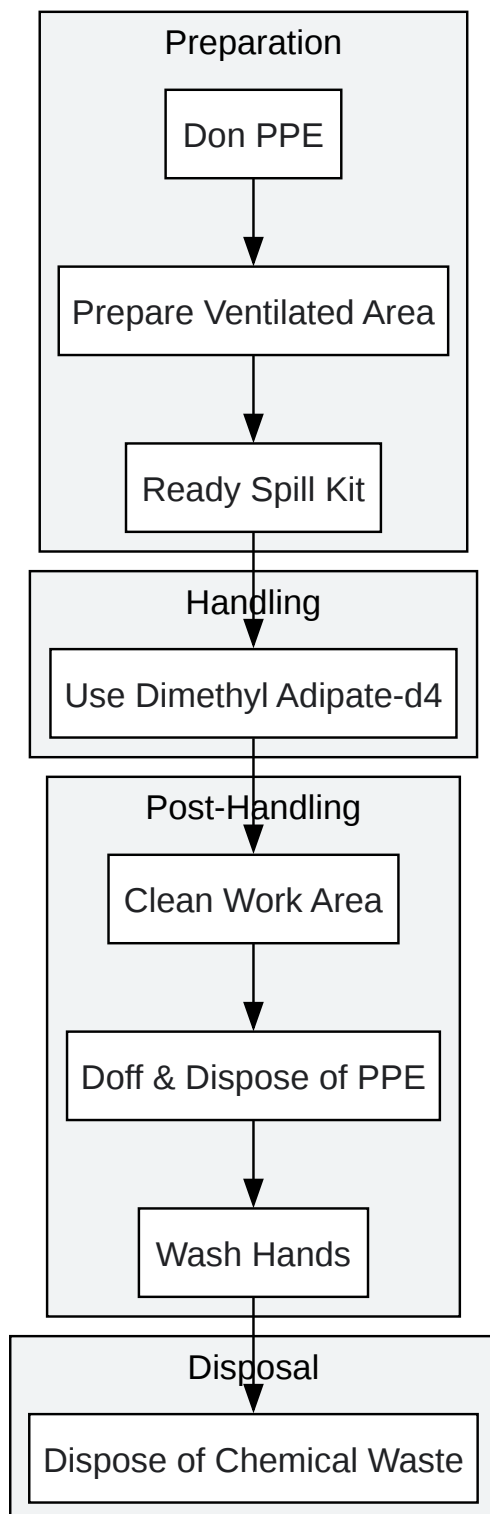 Preparation
Don PPE
Prepare Ventilated Area
Ready Spill Kit
Handling
Use Dimethyl Adipate-d4
Post-Handling
Clean Work Area
Doff & Dispose of PPE
Wash Hands
Disposal
Dispose of Chemical Waste